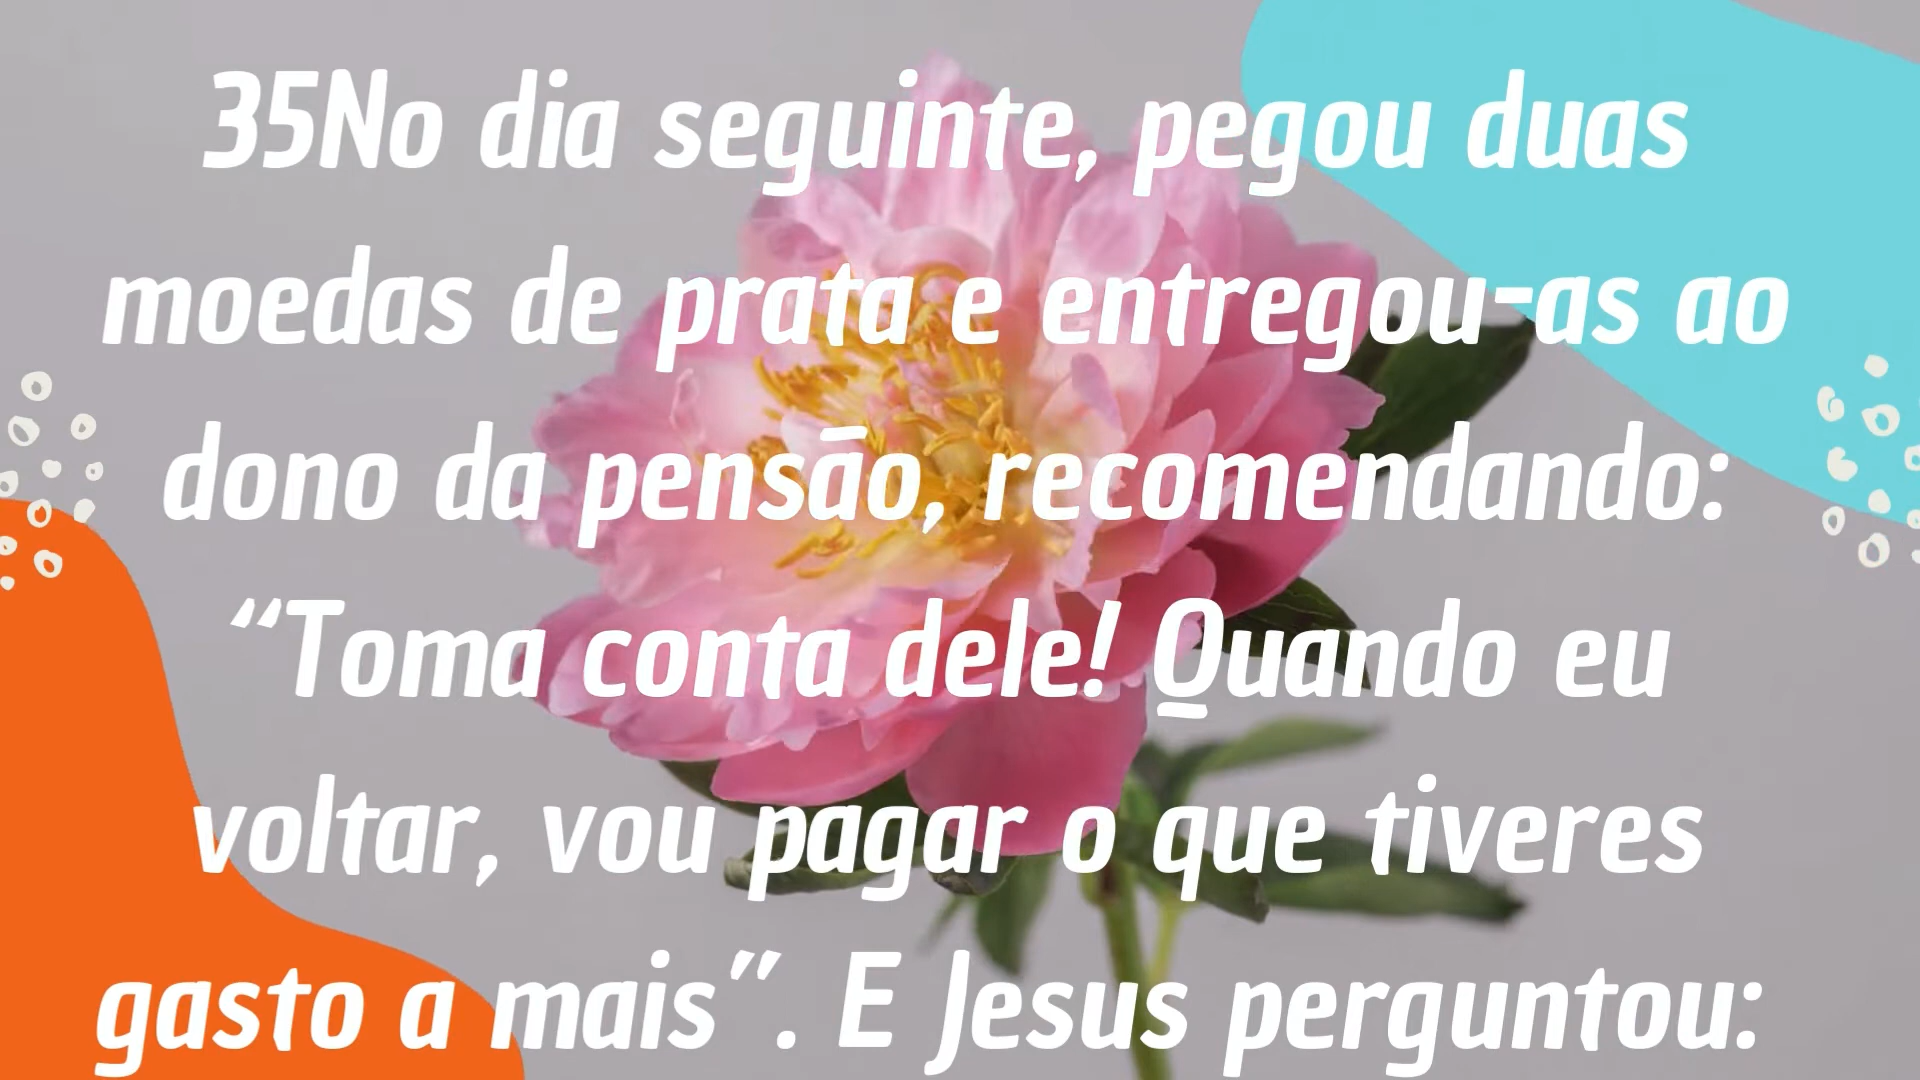 35No dia seguinte, pegou duas
moedas de prata e entregou-as ao
dono da pensão, recomendando:
“Toma conta dele! Quando eu
voltar, vou pagar o que tiveres
gasto a mais”. E Jesus perguntou: